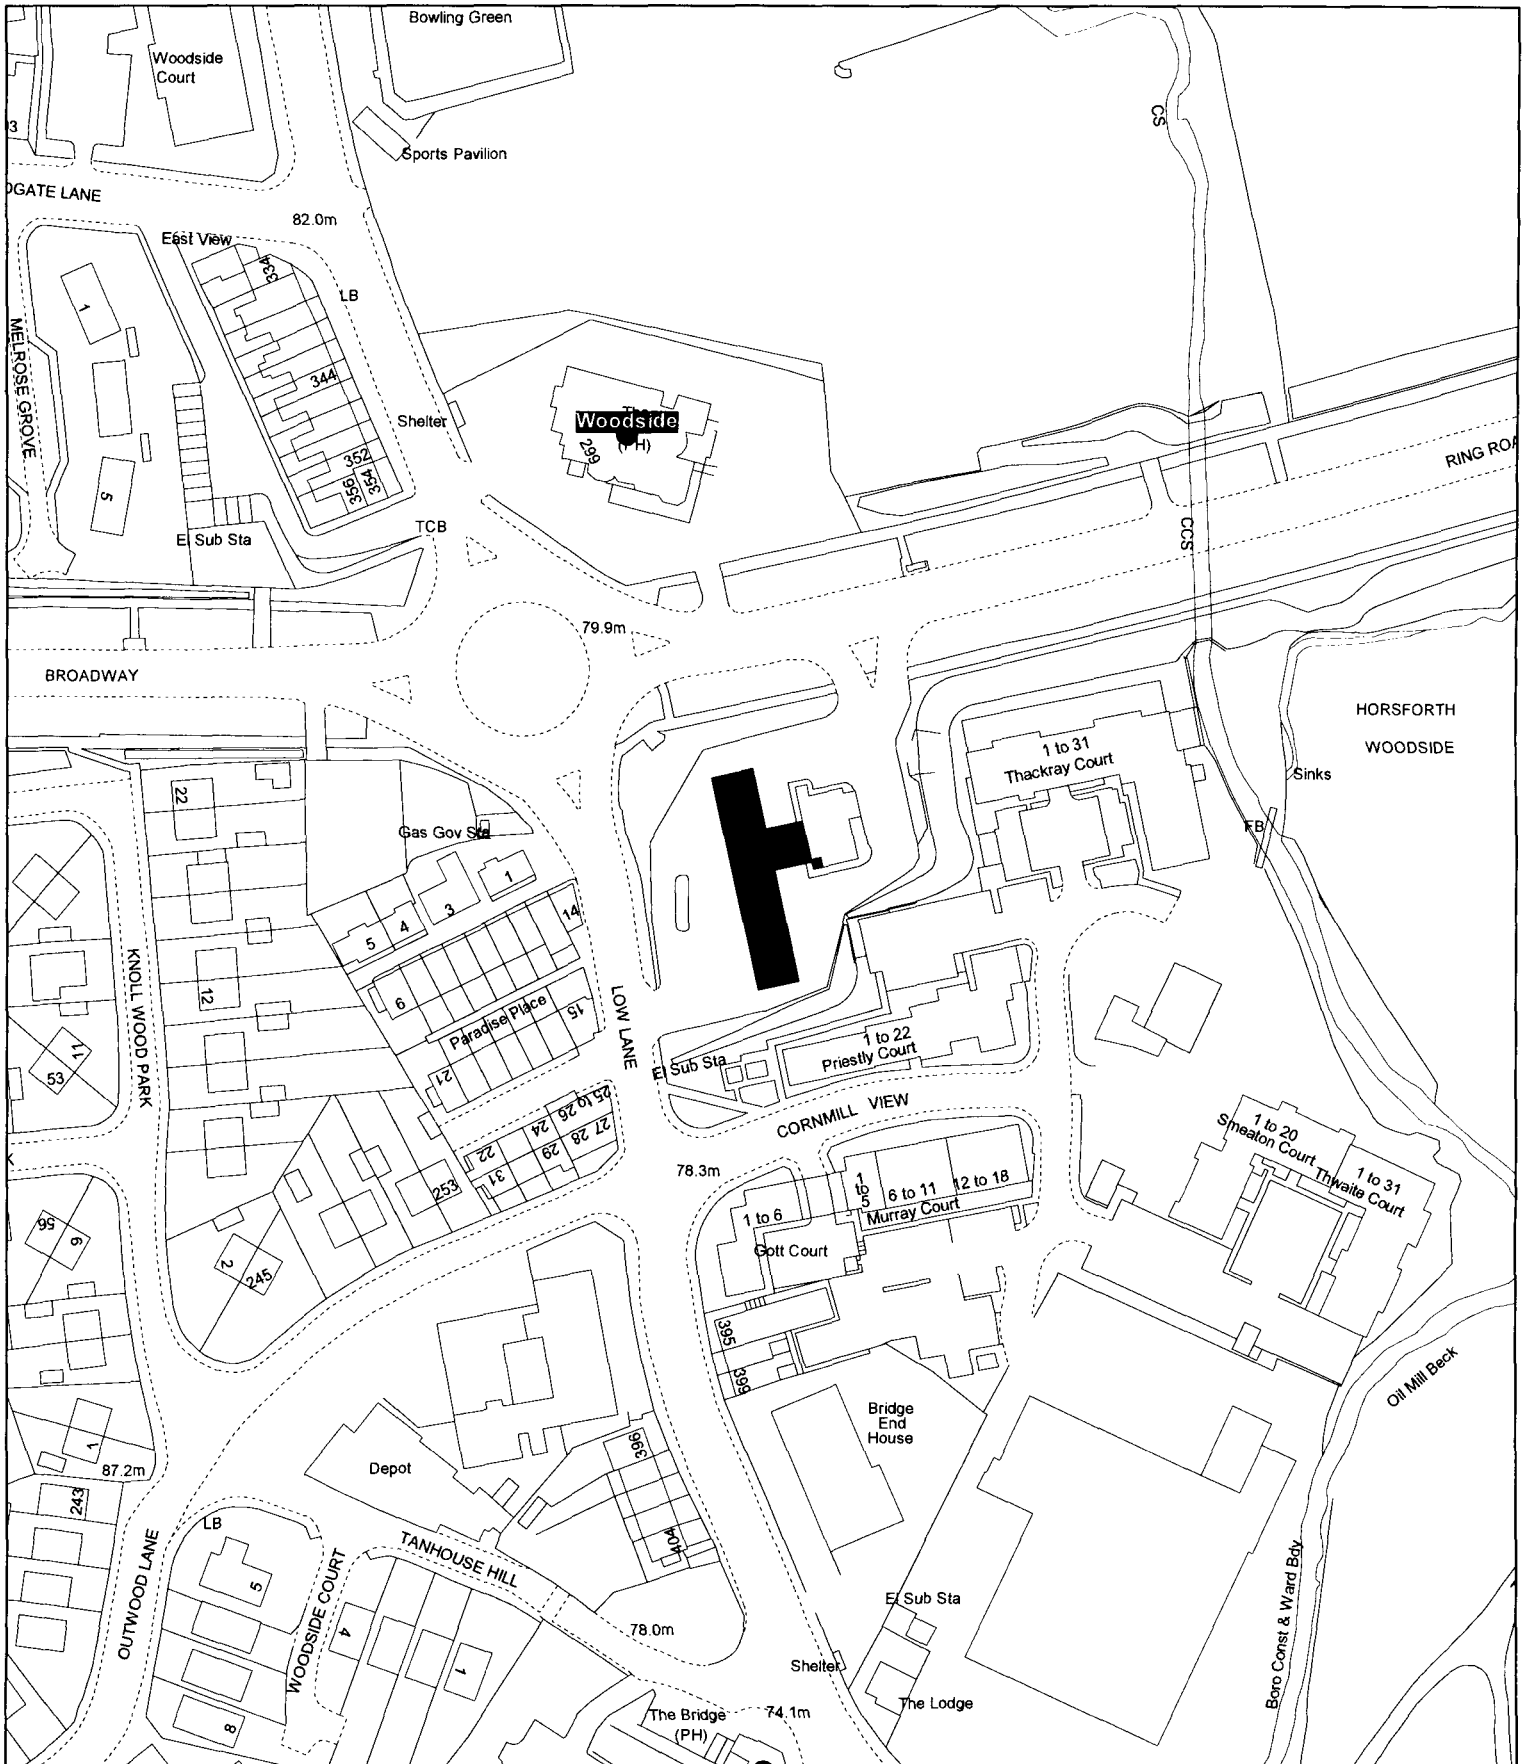 Bowling Green
Woodside
Court
3
Sports Pavilion
CS
OGATE LANE
82.0m
East View
334
LB
1
MELROSE GROVE
344
Shelter
Woodside
299
(PH)
352
354
356
5
TCB
El Sub Sta
RING ROA
CCS
79.9m
BROADWAY
HORSFORTH
WOODSIDE
1 to 31
Thackray Court
Sinks
22
Gas Gov Sta
FB
1
3
4
5
14
KNOLL WOOD PARK
12
6
Paradise Place
15
LOW LANE
21
11
53
El Sub Sta
1 to 22
Priestly Court
CORNMILL VIEW
25 to 26
24
22
27
28
29
31
78.3m
253
1 to 20
Smeaton Court
1 to 31
Thwaite Court
1
to
5
6 to 11
12 to 18
Murray Court
1 to 6
Gott Court
56
6
2
245
395
399
Oil Mill Beck
Bridge
End
House
396
1
87.2m
Depot
243
LB
404
TANHOUSE HILL
OUTWOOD LANE
5
WOODSIDE COURT
4
1
8
El Sub Sta
78.0m
Boro Const & Ward Bdy
Shelter
The Lodge
The Bridge
(PH)
74.1m